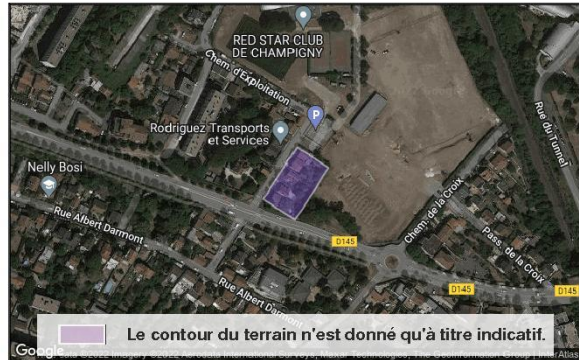 RED STAR CLUB
DE CHAMPIGNY
Chem. d'Exploitation
P
Rodriguez Transports
et Services
Rue du Tunnel
Nelly Bosi
Chem. de la Croix
Rue Albert Darmont
Pass. de la Croix
D145
Rue Albert Darmont
D145
D145
Le contour du terrain n'est donné qu'à titre indicatif.
Google